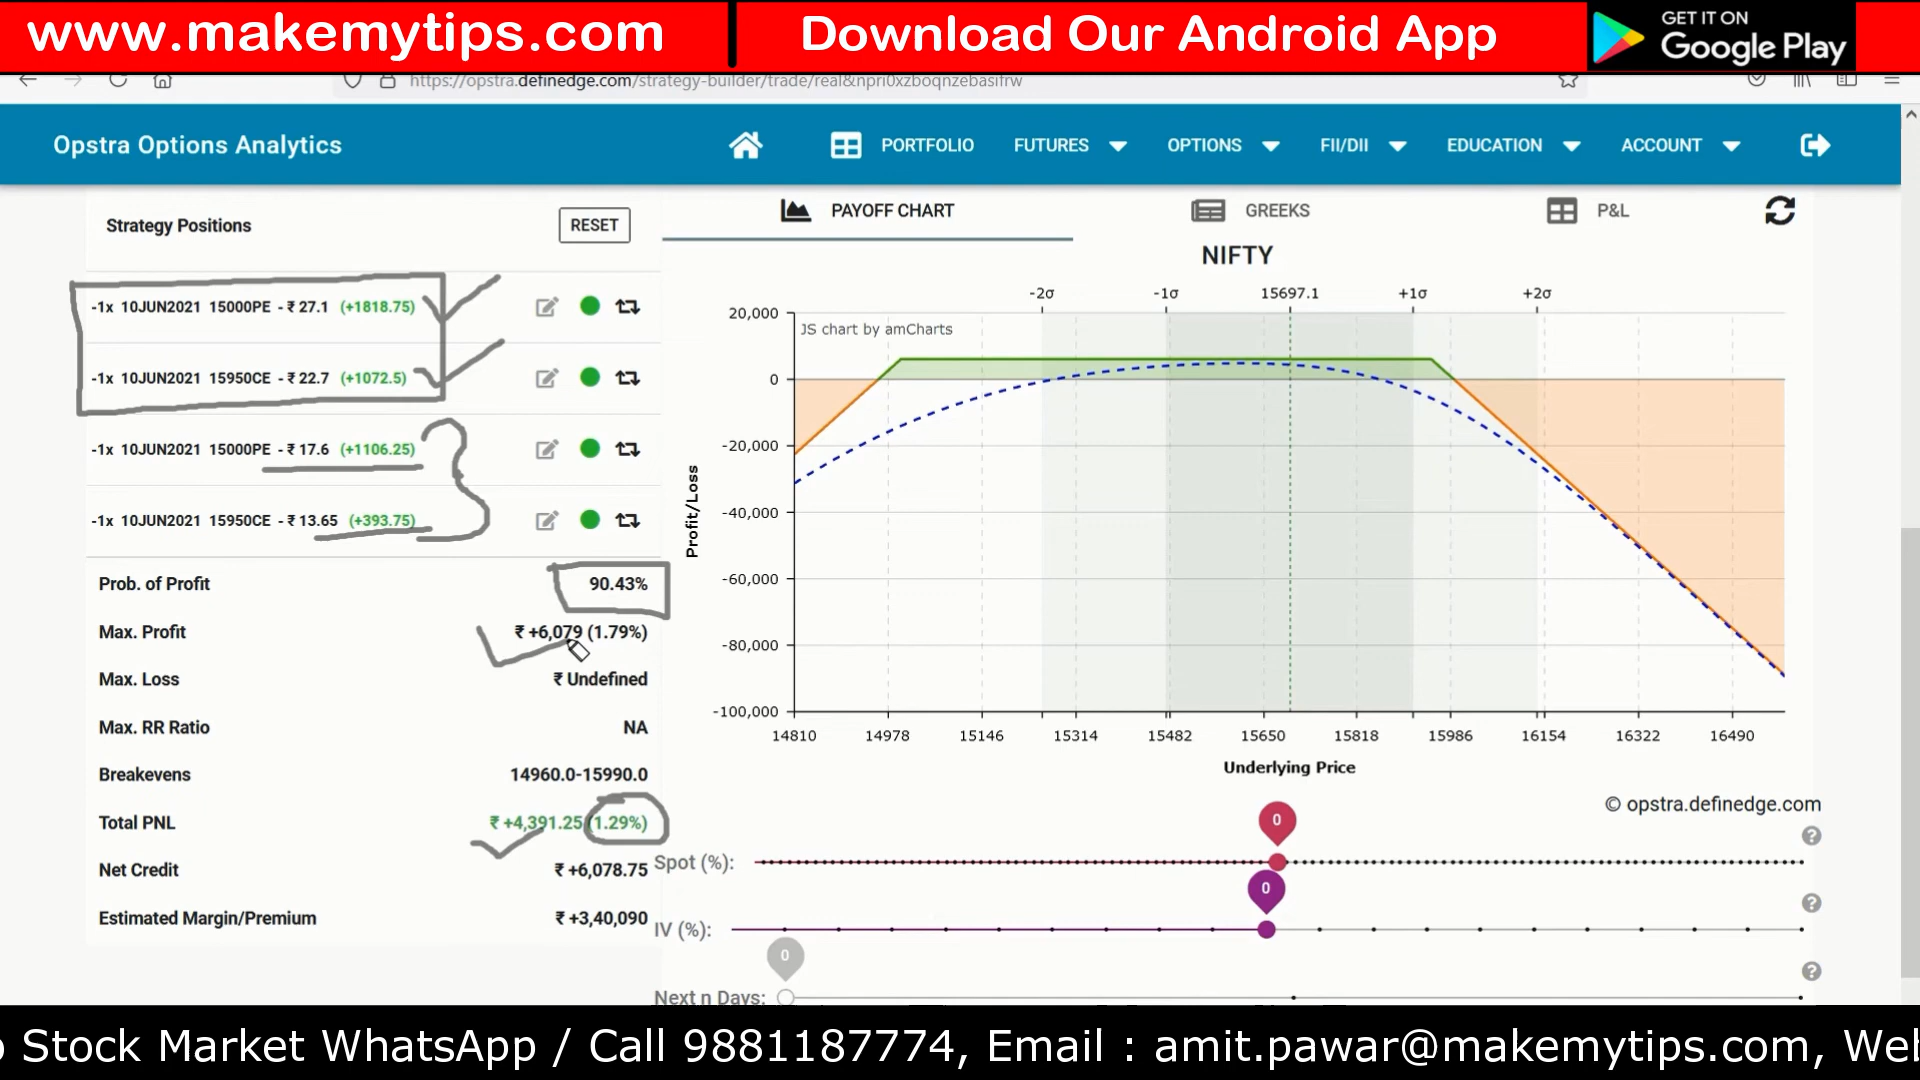 www.makemytips.com
Download Our Android App
GET IT ON
Google Play
https://opstra.definedge.com/strategy-builder/trade/real&npri0xzboqnzebasifrw
Opstra Options Analytics
PORTFOLIO
FUTURES
OPTIONS
FII/DII
EDUCATION
ACCOUNT
Strategy Positions
RESET
-1x 10JUN2021 15000PE - ₹ 27.1 (+1818.75)
-1x 10JUN2021 15950CE - ₹ 22.7 (+1072.5)
-1x 10JUN2021 15000PE - ₹ 17.6 (+1106.25)
-1x 10JUN2021 15950CE - ₹ 13.65 (+393.75)
Prob. of Profit 90.43%
Max. Profit ₹ +6,079 (1.79%)
Max. Loss ₹ Undefined
Max. RR Ratio NA
Breakevens 14960.0-15990.0
Total PNL ₹ +4,391.25 (1.29%)
Net Credit ₹ +6,078.75
Estimated Margin/Premium ₹ +3,40,090
PAYOFF CHART
GREEKS
P&L
NIFTY
-2σ -1σ 15697.1 +1σ +2σ
JS chart by amCharts
20,000
0
-20,000
-40,000
-60,000
-80,000
-100,000
Profit/Loss
14810 14978 15146 15314 15482 15650 15818 15986 16154 16322 16490
Underlying Price
© opstra.definedge.com
0
Spot (%): ?
0
IV (%): ?
0
Next n Days: ?
Stock Market WhatsApp / Call 9881187774, Email : amit.pawar@makemytips.com,